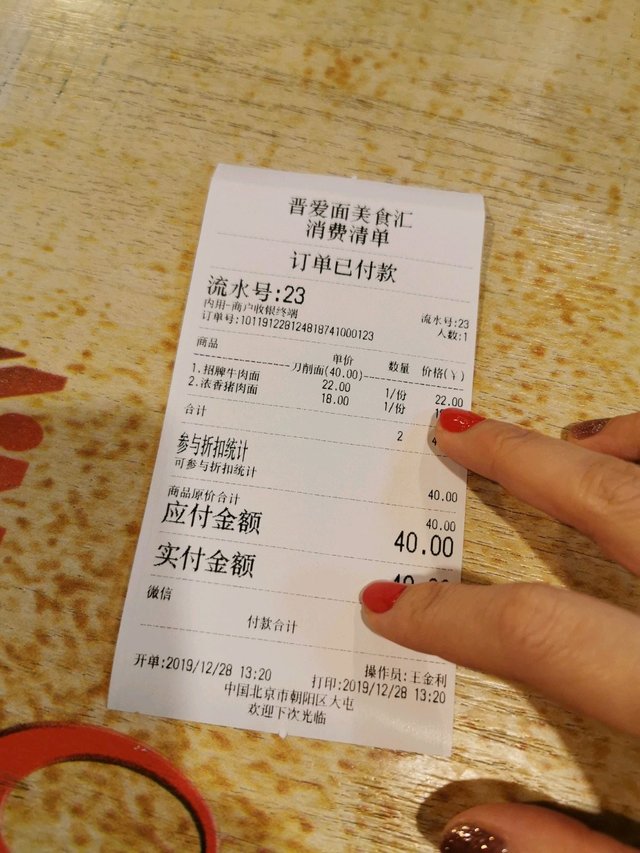 晋爱面美食汇
消费清单
订单已付款
流水号:23 流水号:23
内用-商户收银终端 人数:1
订单号:101191228124818741000123
商品 单价 数量 价格(¥)
刀削面(40.00)
1.招牌牛肉面 22.00 1/份 22.00
2.浓香猪肉面 18.00 1/份
合计 2
参与折扣统计
可参与折扣统计 40.00
商品原价合计 40.00
应付金额 40.00
实付金额
微信
付款合计
操作员:王金利
开单:2019/12/28 13:20 打印:2019/12/28 13:20
中国北京市朝阳区大屯
欢迎下次光临